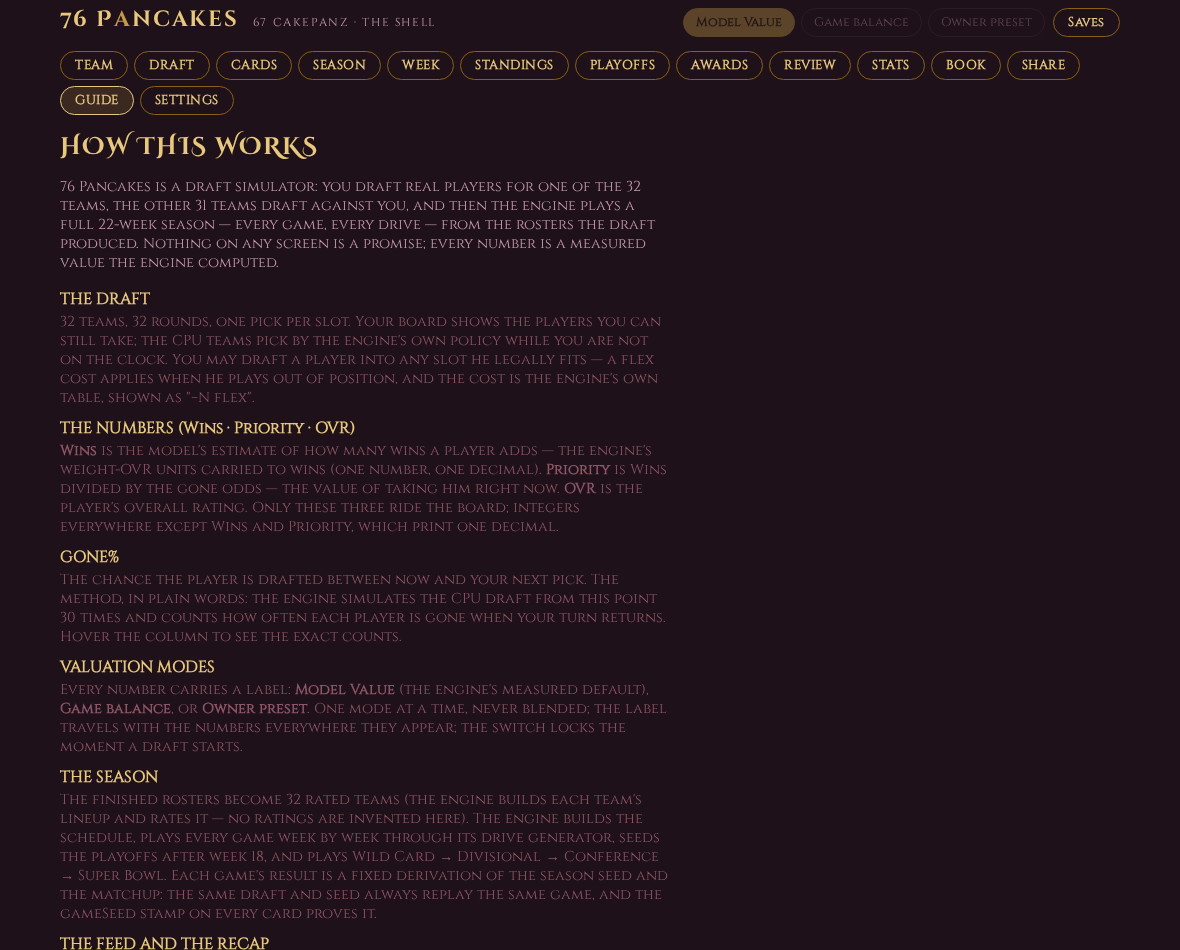 76 PANCAKES 67 CAKEPANZ · THE SHELL Model Value Game balance Owner preset Saves
TEAM DRAFT CARDS SEASON WEEK STANDINGS PLAYOFFS AWARDS REVIEW STATS BOOK SHARE
GUIDE SETTINGS
HOW THIS WORKS
76 Pancakes is a draft simulator: you draft real players for one of the 32
teams, the other 31 teams draft against you, and then the engine plays a
full 22-week season — every game, every drive — from the rosters the draft
produced. Nothing on any screen is a promise; every number is a measured
value the engine computed.
THE DRAFT
32 teams, 32 rounds, one pick per slot. Your board shows the players you can
still take; the CPU teams pick by the engine's own policy while you are not
on the clock. You may draft a player into any slot he legally fits — a flex
cost applies when he plays out of position, and the cost is the engine's own
table, shown as "−N flex".
THE NUMBERS (Wins · Priority · OVR)
Wins is the model's estimate of how many wins a player adds — the engine's
weight-OVR units carried to wins (one number, one decimal). Priority is Wins
divided by the gone odds — the value of taking him right now. OVR is the
player's overall rating. Only these three ride the board; integers
everywhere except Wins and Priority, which print one decimal.
GONE%
The chance the player is drafted between now and your next pick. The
method, in plain words: the engine simulates the CPU draft from this point
30 times and counts how often each player is gone when your turn returns.
Hover the column to see the exact counts.
VALUATION MODES
Every number carries a label: Model Value (the engine's measured default),
Game balance, or Owner preset. One mode at a time, never blended; the label
travels with the numbers everywhere they appear; the switch locks the
moment a draft starts.
THE SEASON
The finished rosters become 32 rated teams (the engine builds each team's
lineup and rates it — no ratings are invented here). The engine builds the
schedule, plays every game week by week through its drive generator, seeds
the playoffs after week 18, and plays Wild Card → Divisional → Conference
→ Super Bowl. Each game's result is a fixed derivation of the season seed and
the matchup: the same draft and seed always replay the same game, and the
gameSeed stamp on every card proves it.
THE FEED AND THE RECAP